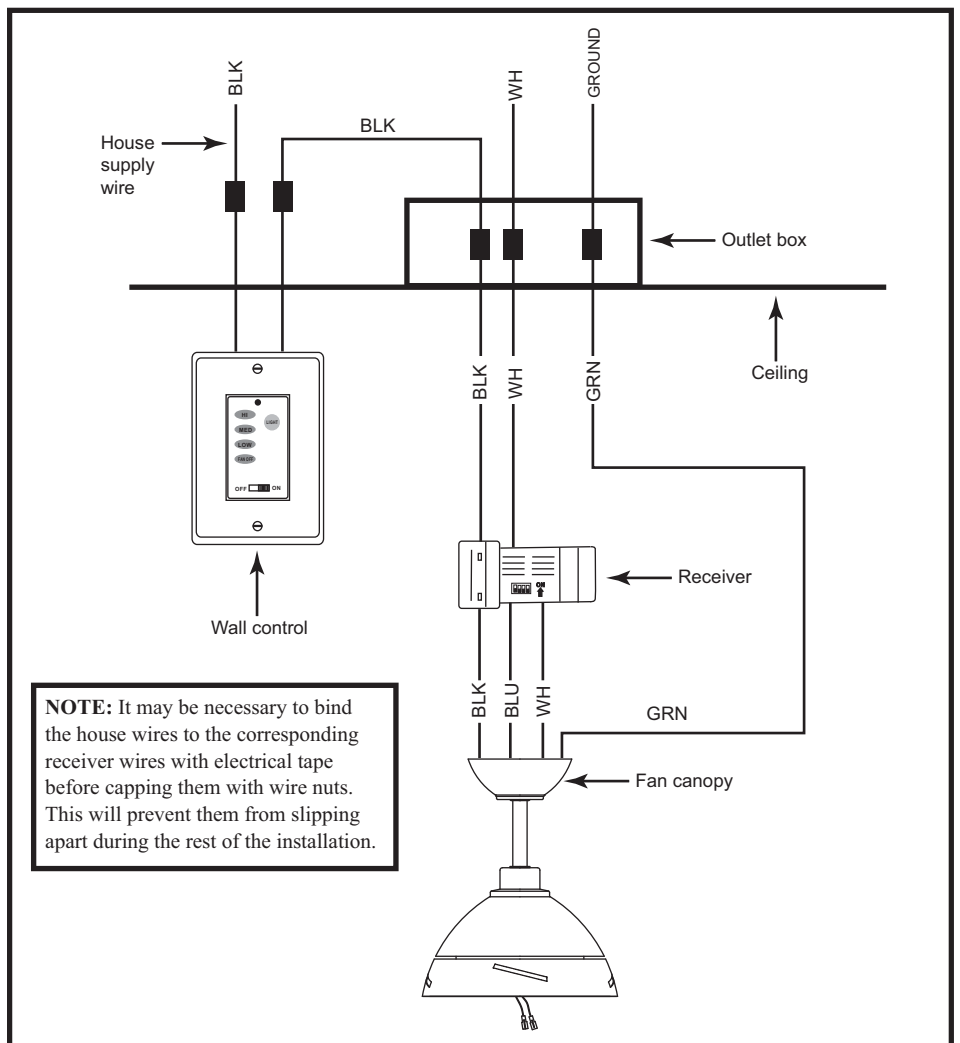 BLK
WH
GROUND
BLK
House
supply
wire
Outlet box
Ceiling
BLK
WH
GRN
HI
MED
LOW
FAN OFF
LIGHT
OFF
ON
Receiver
ON
Wall control
BLK
BLU
WH
GRN
NOTE: It may be necessary to bind
the house wires to the corresponding
receiver wires with electrical tape
before capping them with wire nuts.
This will prevent them from slipping
apart during the rest of the installation.
Fan canopy